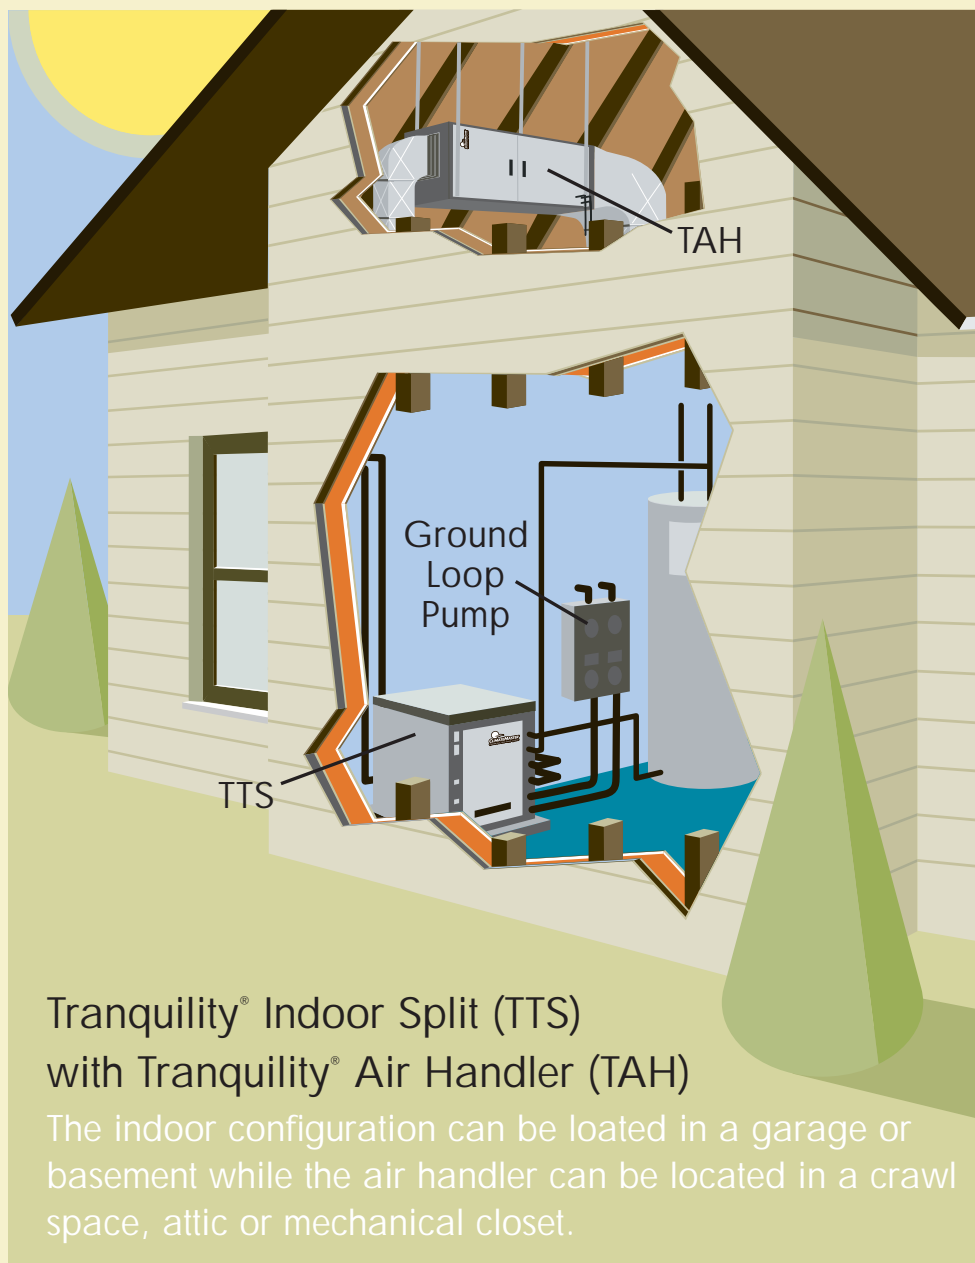 TAH
Ground
Loop
Pump
TTS
Tranquility® Indoor Split (TTS)
with Tranquility® Air Handler (TAH)
The indoor configuration can be loated in a garage or
basement while the air handler can be located in a crawl
space, attic or mechanical closet.